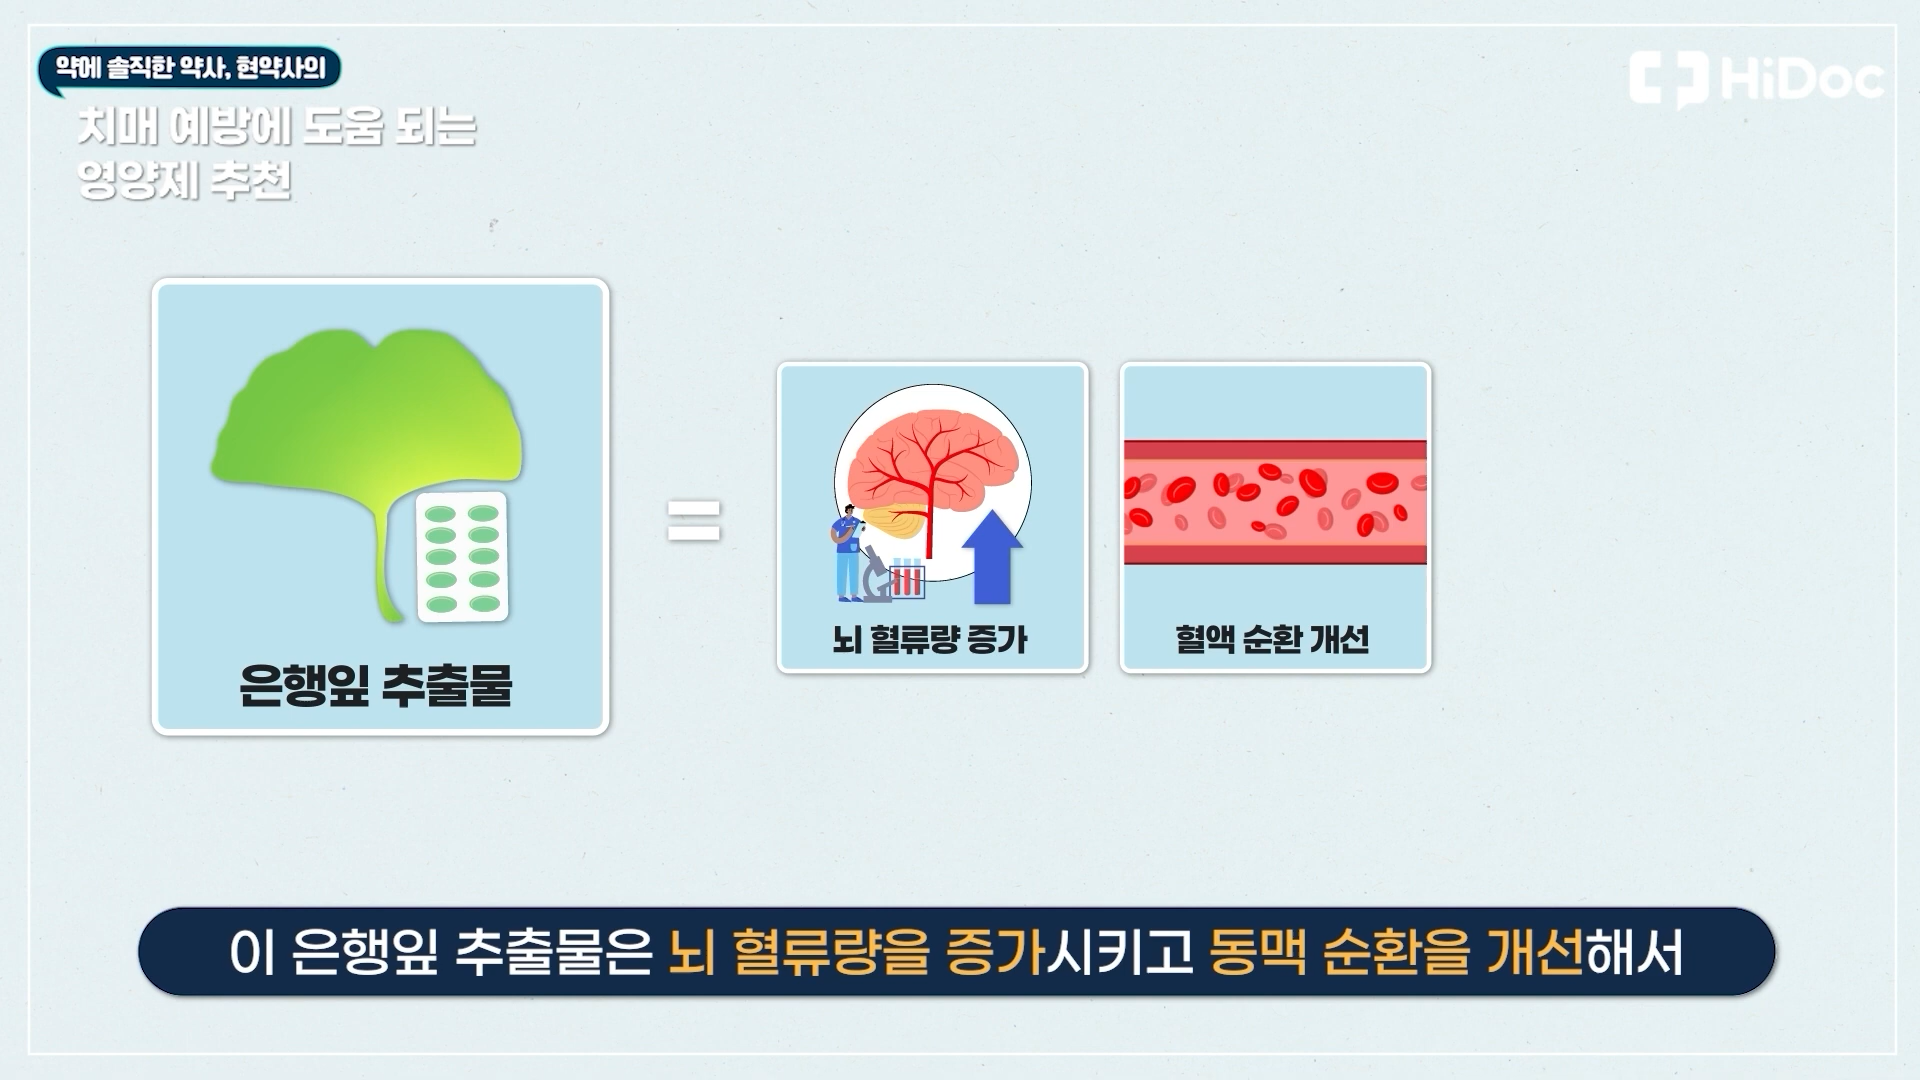 약에 솔직한 약사, 현약사의
치매 예방에 도움 되는
영양제 추천
HiDoc
은행잎 추출물
=
뇌 혈류량 증가
혈액 순환 개선
이 은행잎 추출물은 뇌 혈류량을 증가시키고 동맥 순환을 개선해서